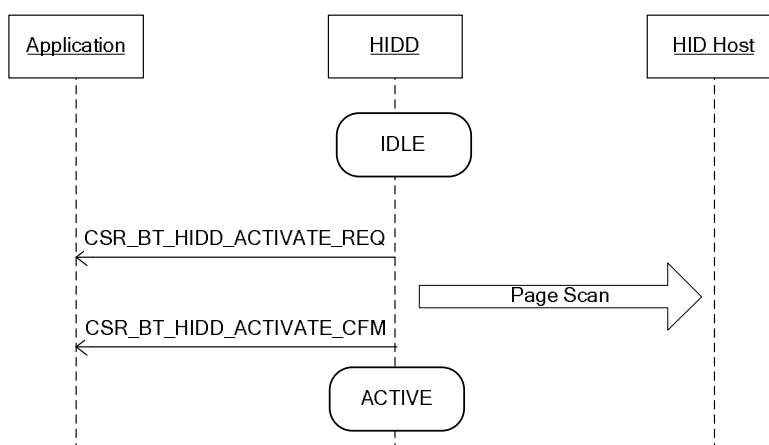 Application
HIDD
HID Host
IDLE
CSR_BT_HIDD_ACTIVATE_REQ
Page Scan
CSR_BT_HIDD_ACTIVATE_CFM
ACTIVE